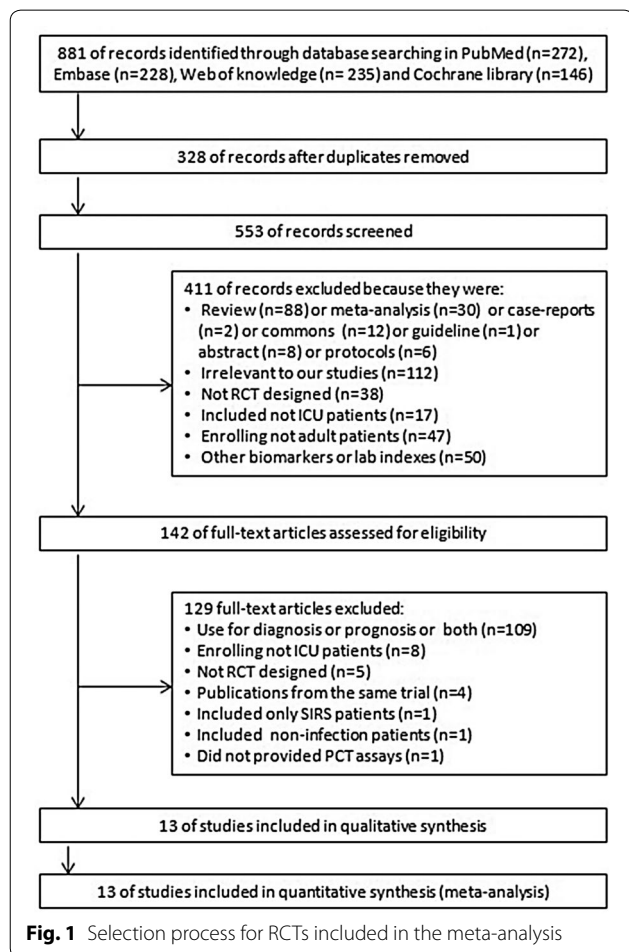 881 of records identified through database searching in PubMed (n=272),
Embase (n=228), Web of knowledge (n= 235) and Cochrane library (n=146)
328 of records after duplicates removed
553 of records screened
411 of records excluded because they were:
• Review (n=88) or meta-analysis (n=30) or case-reports
(n=2) or commons (n=12) or guideline (n=1) or
abstract (n=8) or protocols (n=6)
• Irrelevant to our studies (n=112)
• Not RCT designed (n=38)
• Included not ICU patients (n=17)
• Enrolling not adult patients (n=47)
• Other biomarkers or lab indexes (n=50)
142 of full-text articles assessed for eligibility
129 full-text articles excluded:
• Use for diagnosis or prognosis or both (n=109)
• Enrolling not ICU patients (n=8)
• Not RCT designed (n=5)
• Publications from the same trial (n=4)
• Included only SIRS patients (n=1)
• Included non-infection patients (n=1)
• Did not provided PCT assays (n=1)
13 of studies included in qualitative synthesis
13 of studies included in quantitative synthesis (meta-analysis)
Fig. 1 Selection process for RCTs included in the meta-analysis